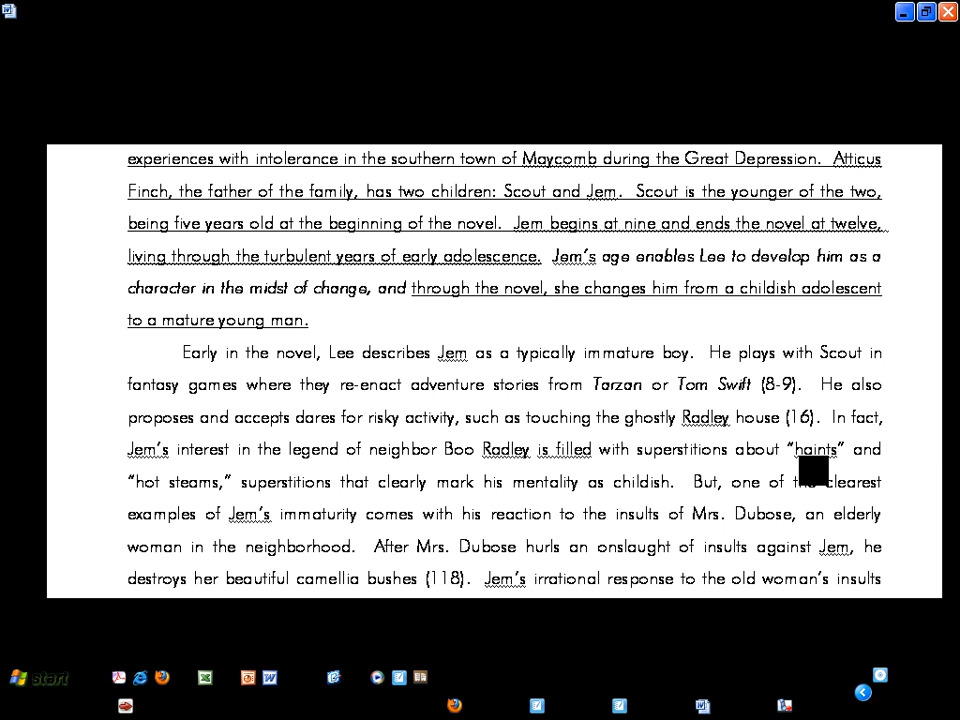 experiences with intolerance in the southern town of Maycomb during the Great Depression. Atticus
Finch, the father of the family, has two children: Scout and Jem. Scout is the younger of the two,
being five years old at the beginning of the novel. Jem begins at nine and ends the novel at twelve,
living through the turbulent years of early adolescence. Jem's age enables Lee to develop him as a
character in the midst of change, and through the novel, she changes him from a childish adolescent
to a mature young man.
Early in the novel, Lee describes Jem as a typically immature boy. He plays with Scout in
fantasy games where they re-enact adventure stories from Tarzan or Tom Swift (8-9). He also
proposes and accepts dares for risky activity, such as touching the ghostly Radley house (16). In fact,
Jem's interest in the legend of neighbor Boo Radley is filled with superstitions about “haints” and
“hot steams,” superstitions that clearly mark his mentality as childish. But, one of clearest
examples of Jem's immaturity comes with his reaction to the insults of Mrs. Dubose, an elderly
woman in the neighborhood. After Mrs. Dubose hurls an onslaught of insults against Jem, he
destroys her beautiful camellia bushes (118). Jem's irrational response to the old woman's insults
start